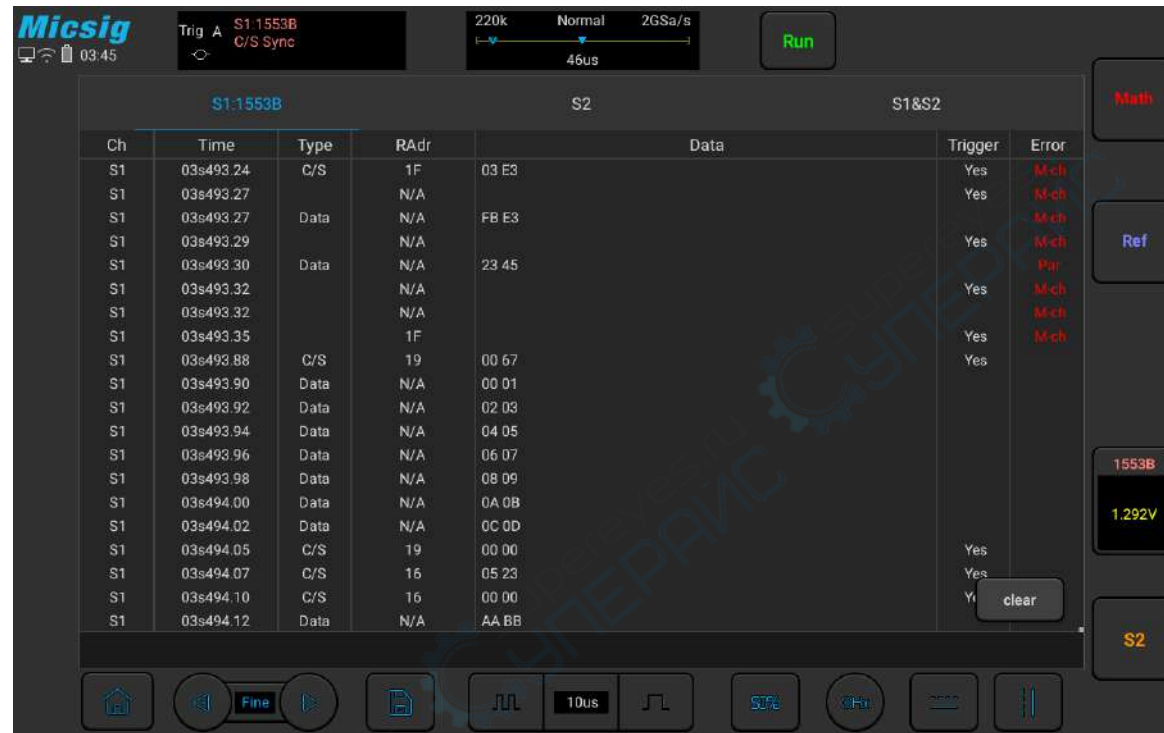 Micsig
03:45
Trig A S1:1553B
C/S Sync
220k Normal 2GSa/s
46us
Run
S1:1553B S2 S1&S2
Math
Ch Time Type RAdr Data Trigger Error
S1 03s493.24 C/S 1F 03 E3 Yes M-ch
S1 03s493.27 N/A Yes M-ch
S1 03s493.27 Data N/A FB E3 M-ch
S1 03s493.29 N/A Yes M-ch
Ref
S1 03s493.30 Data N/A 23 45 Par
S1 03s493.32 N/A Yes M-ch
S1 03s493.32 N/A M-ch
S1 03s493.35 1F Yes M-ch
S1 03s493.88 C/S 19 00 67 Yes
S1 03s493.90 Data N/A 00 01
S1 03s493.92 Data N/A 02 03
S1 03s493.94 Data N/A 04 05
S1 03s493.96 Data N/A 06 07
1553B
S1 03s493.98 Data N/A 08 09
S1 03s494.00 Data N/A 0A 0B
1.292V
S1 03s494.02 Data N/A 0C 0D
S1 03s494.05 C/S 19 00 00 Yes
S1 03s494.07 C/S 16 05 23 Yes
S1 03s494.10 C/S 16 00 00
clear
S1 03s494.12 Data N/A AA BB
S2
Fine 10us 50% CHx
supereyes.ru
СУПЕРАЙС